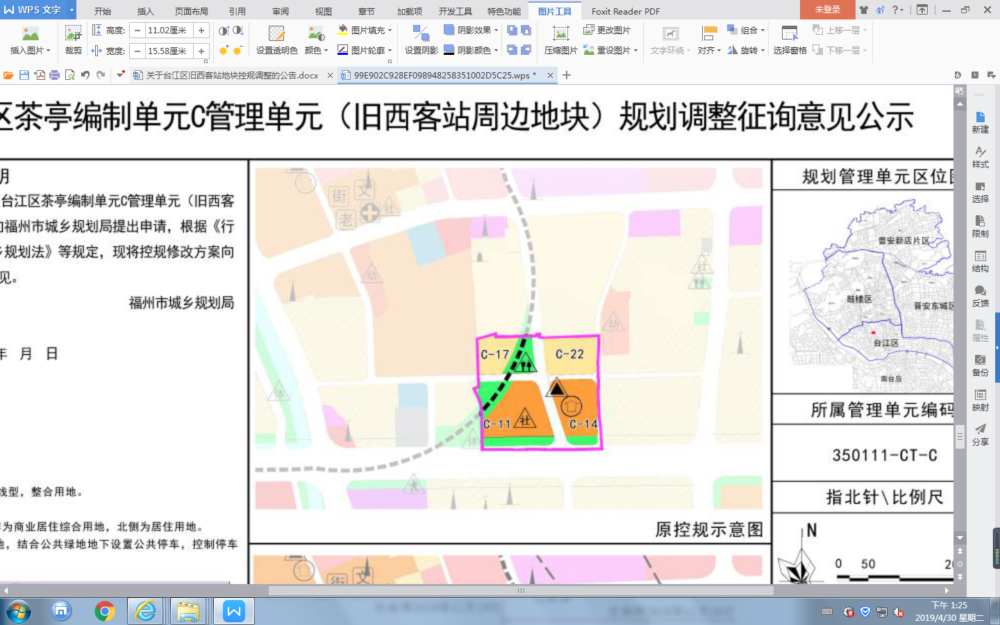 WPS 文字
开始
插入
页面布局
引用
审阅
视图
章节
加载项
开发工具
特色功能
图片工具
Foxit Reader PDF
未登录
高度:
11.02厘米
宽度:
15.58厘米
插入图片
裁剪
设置透明色
颜色
图片填充
图片轮廓
设置阴影
阴影效果
阴影颜色
压缩图片
更改图片
重设图片
文字环绕
对齐
组合
旋转
选择窗格
上移一层
下移一层
关于台江区旧西客站地块控规调整的公告.docx
99E902C928EF098948258351002D5C25.wps *
区茶亭编制单元C管理单元（旧西客站周边地块）规划调整征询意见公示
明
台江区茶亭编制单元C管理单元（旧西客
向福州市城乡规划局提出申请，根据《行
乡规划法》等规定，现将控规修改方案向
见。
福州市城乡规划局
年 月 日
线型，整合用地。
为商业居住综合用地，北侧为居住用地。
地，结合公共绿地地下设置公共停车，控制停车
街
文
老
社
幼
社
幼
体
体
C-17
C-22
C-11
社
C-14
原控规示意图
街
文
规划管理单元区位图
晋安新店片区
鼓楼区
晋安东城区
台江区
南台岛
所属管理单元编码
350111-CT-C
指北针\比例尺
N
0 50 20
新建
样式
选择
限制
结构
反馈
属性
备份
映射
分享
下午 1:25
2019/4/30 星期二